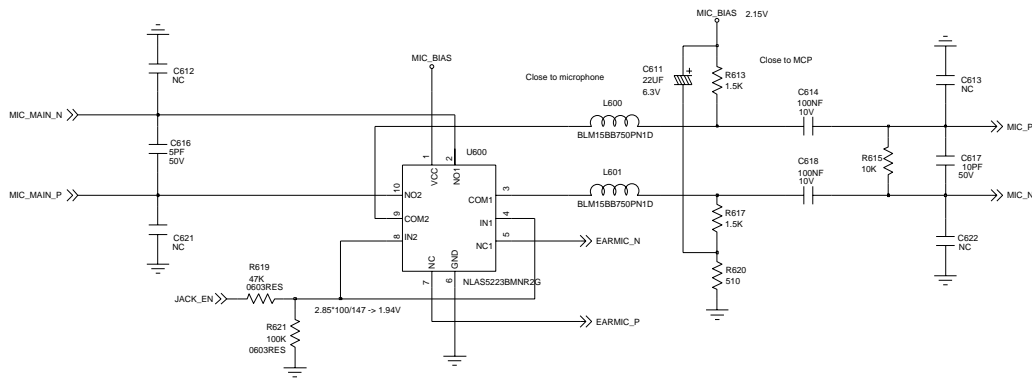 MIC_BIAS 2.15V
MIC_BIAS
C612
NC
Close to microphone
C611
22UF
6.3V
+
R613
1.5K
Close to MCP
C613
NC
C614
100NF
10V
L600
BLM15BB750PN1D
MIC_MAIN_N
MIC_P
C616
5PF
50V
U600
1
2
VCC
NO1
C618
100NF
10V
R615
10K
C617
10PF
50V
L601
BLM15BB750PN1D
MIC_MAIN_P
MIC_N
10
NO2
COM1
3
9
COM2
IN1
4
8
IN2
NC1
5
EARMIC_N
C621
NC
R617
1.5K
C622
NC
NC
GND
7
6
NLAS5223BMNR2G
R620
510
R619
47K
0603RES
JACK_EN
2.85*100/147 -> 1.94V
R621
100K
0603RES
EARMIC_P